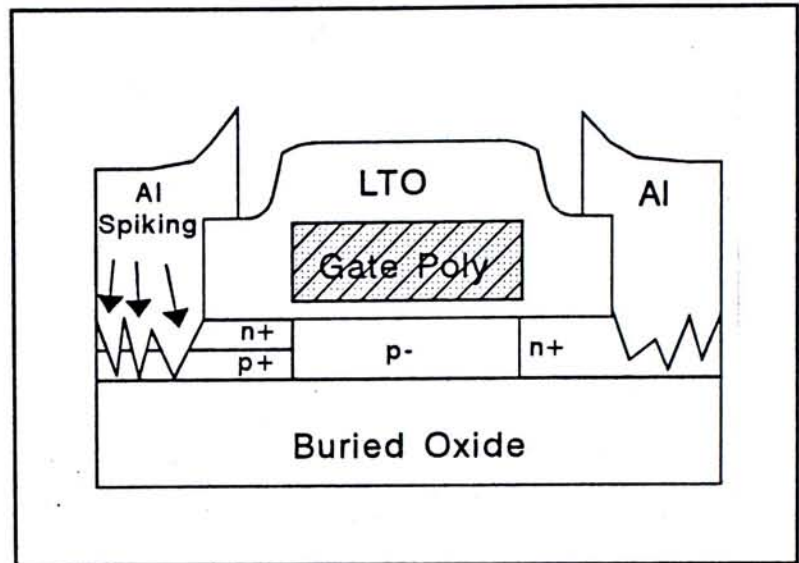 LTO
Al
Spiking
Al
Gate Poly
n+
p+
p-
n+
Buried Oxide